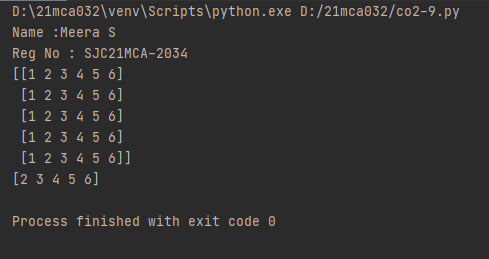 D:\21mca032\venv\Scripts\python.exe D:/21mca032/co2-9.py
Name :Meera S
Reg No : SJC21MCA-2034
[[1 2 3 4 5 6]
 [1 2 3 4 5 6]
 [1 2 3 4 5 6]
 [1 2 3 4 5 6]
 [1 2 3 4 5 6]]
[2 3 4 5 6]
Process finished with exit code 0